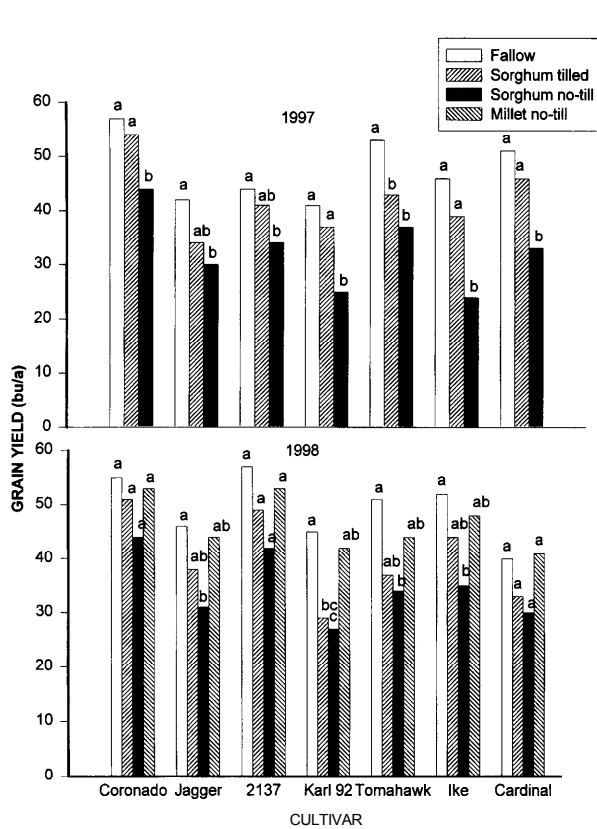 Fallow
Sorghum tilled
Sorghum no-till
Millet no-till
1997
60
50
40
30
20
10
0
a a b
a ab b
a ab b
a a b
a b b
a a b
a a b
GRAIN YIELD (bu/a)
1998
60
50
40
30
20
10
0
a a a a
a ab b ab
a a a a
a bc c ab
a ab b ab
a ab b ab
a a a a
Coronado Jagger 2137 Karl 92 Tomahawk Ike Cardinal
CULTIVAR